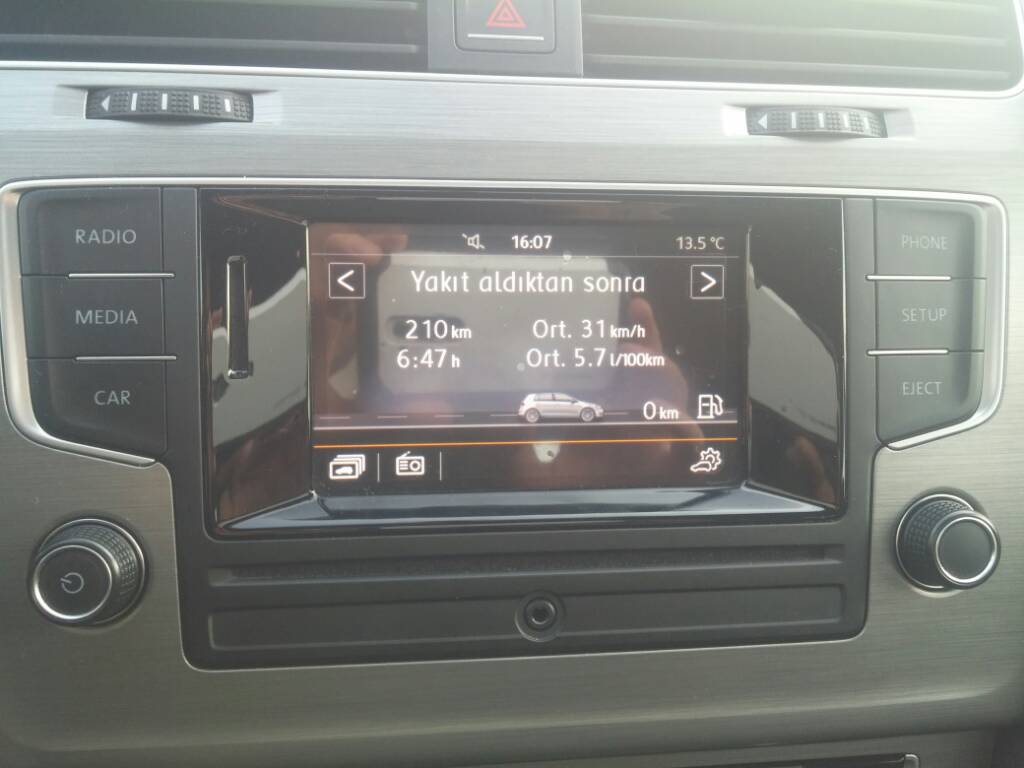 16:07 13.5 °C
< Yakıt aldıktan sonra >
210 km Ort. 31 km/h
6:47 h Ort. 5.7 l/100km
0 km
RADIO
MEDIA
CAR
PHONE
SETUP
EJECT